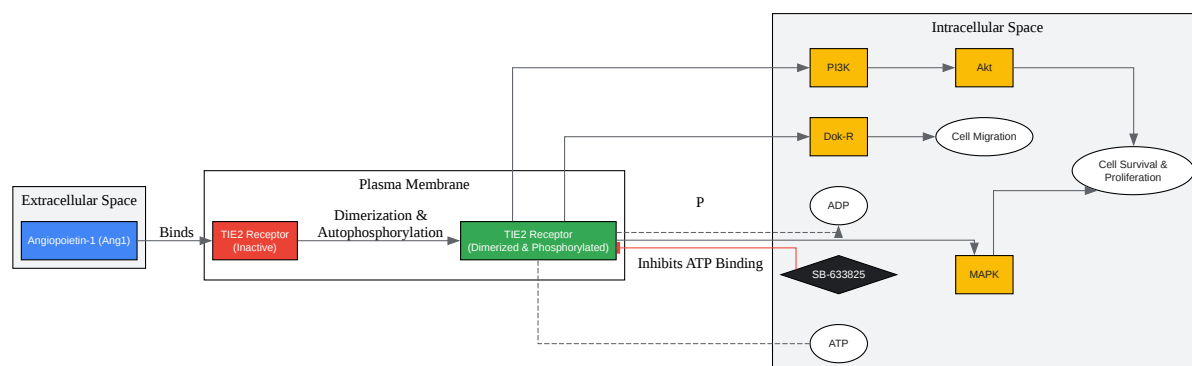 Extracellular Space
Angiopoietin-1 (Ang1)
Binds
Plasma Membrane
TIE2 Receptor
(Inactive)
Dimerization &
Autophosphorylation
TIE2 Receptor
(Dimerized & Phosphorylated)
P
Inhibits ATP Binding
Intracellular Space
PI3K
Akt
Dok-R
Cell Migration
Cell Survival &
Proliferation
ADP
SB-633825
MAPK
ATP